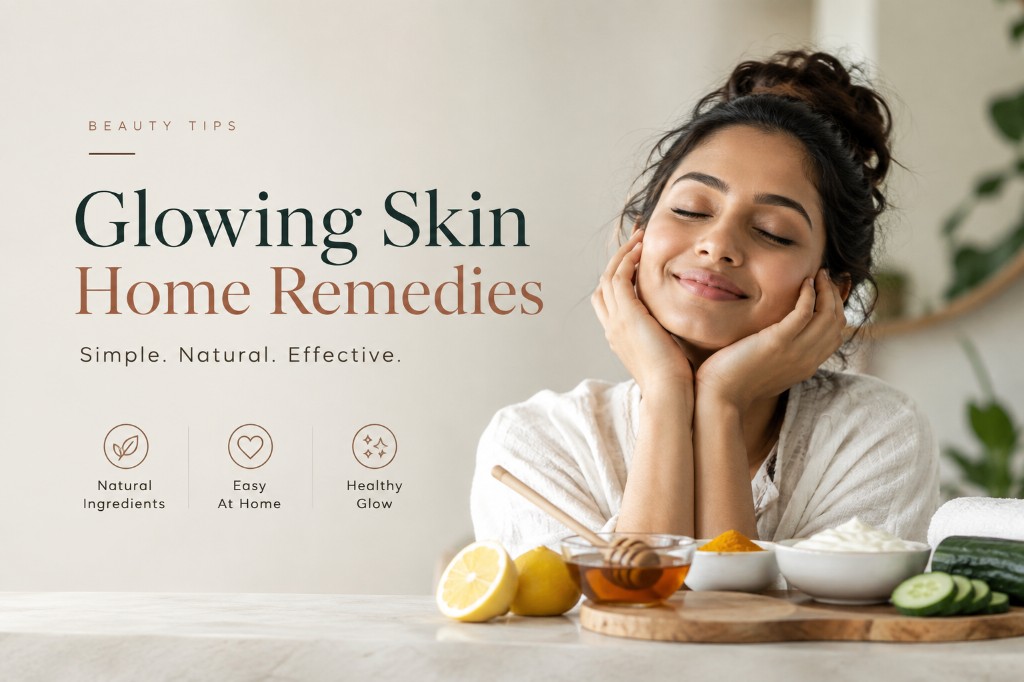 BEAUTY TIPS
Glowing Skin
Home Remedies
Simple. Natural. Effective.
Natural
Ingredients
Easy
At Home
Healthy
Glow